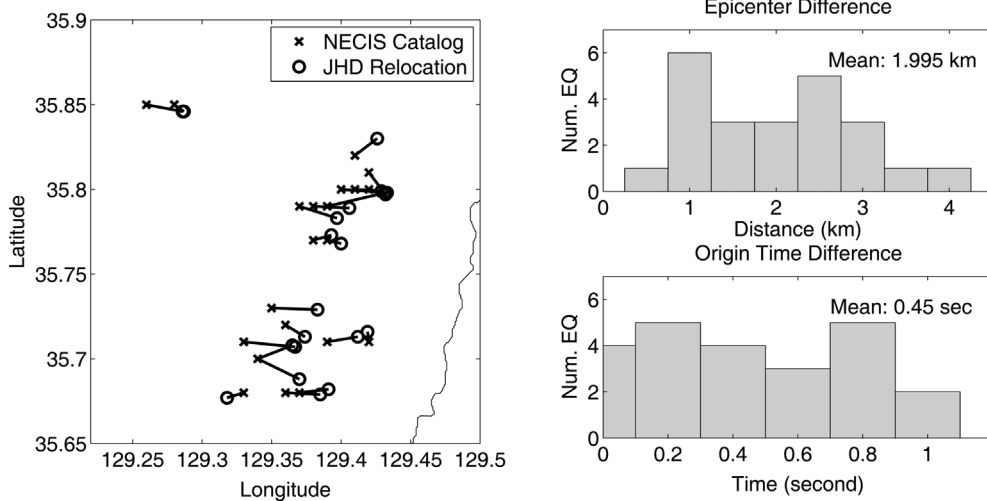 35.9
35.85
35.8
35.75
35.7
35.65
Latitude
NECIS Catalog
JHD Relocation
129.25 129.3 129.35 129.4 129.45 129.5
Longitude
Epicenter Difference
Mean: 1.995 km
Num. EQ
6
4
2
0
0 1 2 3 4
Distance (km)
Origin Time Difference
Mean: 0.45 sec
Num. EQ
6
4
2
0
0 0.2 0.4 0.6 0.8 1
Time (second)